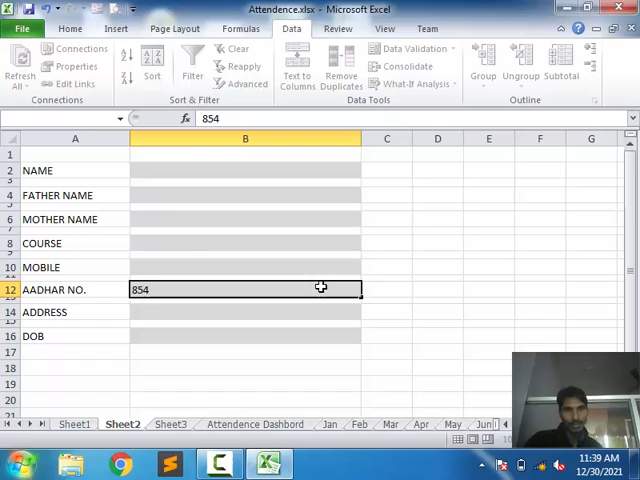 Attendence.xlsx - Microsoft Excel
File Home Insert Page Layout Formulas Data Review View Team
Refresh All
Connections
Properties
Edit Links
Connections
Sort
Filter
Clear
Reapply
Advanced
Sort & Filter
Text to Columns
Remove Duplicates
Data Validation
Consolidate
What-If Analysis
Data Tools
Group
Ungroup
Subtotal
Outline
fx 854
A B C D E F G
1
2 NAME
3
4 FATHER NAME
5
6 MOTHER NAME
7
8 COURSE
9
10 MOBILE
11
12 AADHAR NO. 854
13
14 ADDRESS
15
16 DOB
17
18
19
20
21
Sheet1 Sheet2 Sheet3 Attendence Dashbord Jan Feb Mar Apr May Jun
11:39 AM
12/30/2021